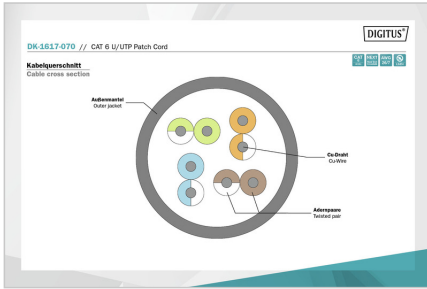 DIGITUS®
DK-1617-070 // CAT 6 U/UTP Patch Cord
Kabelquerschnitt
Cable cross section
Außenmantel
Outer jacket
Cu-Draht
Cu-Wire
Aderspaare
Twisted pair